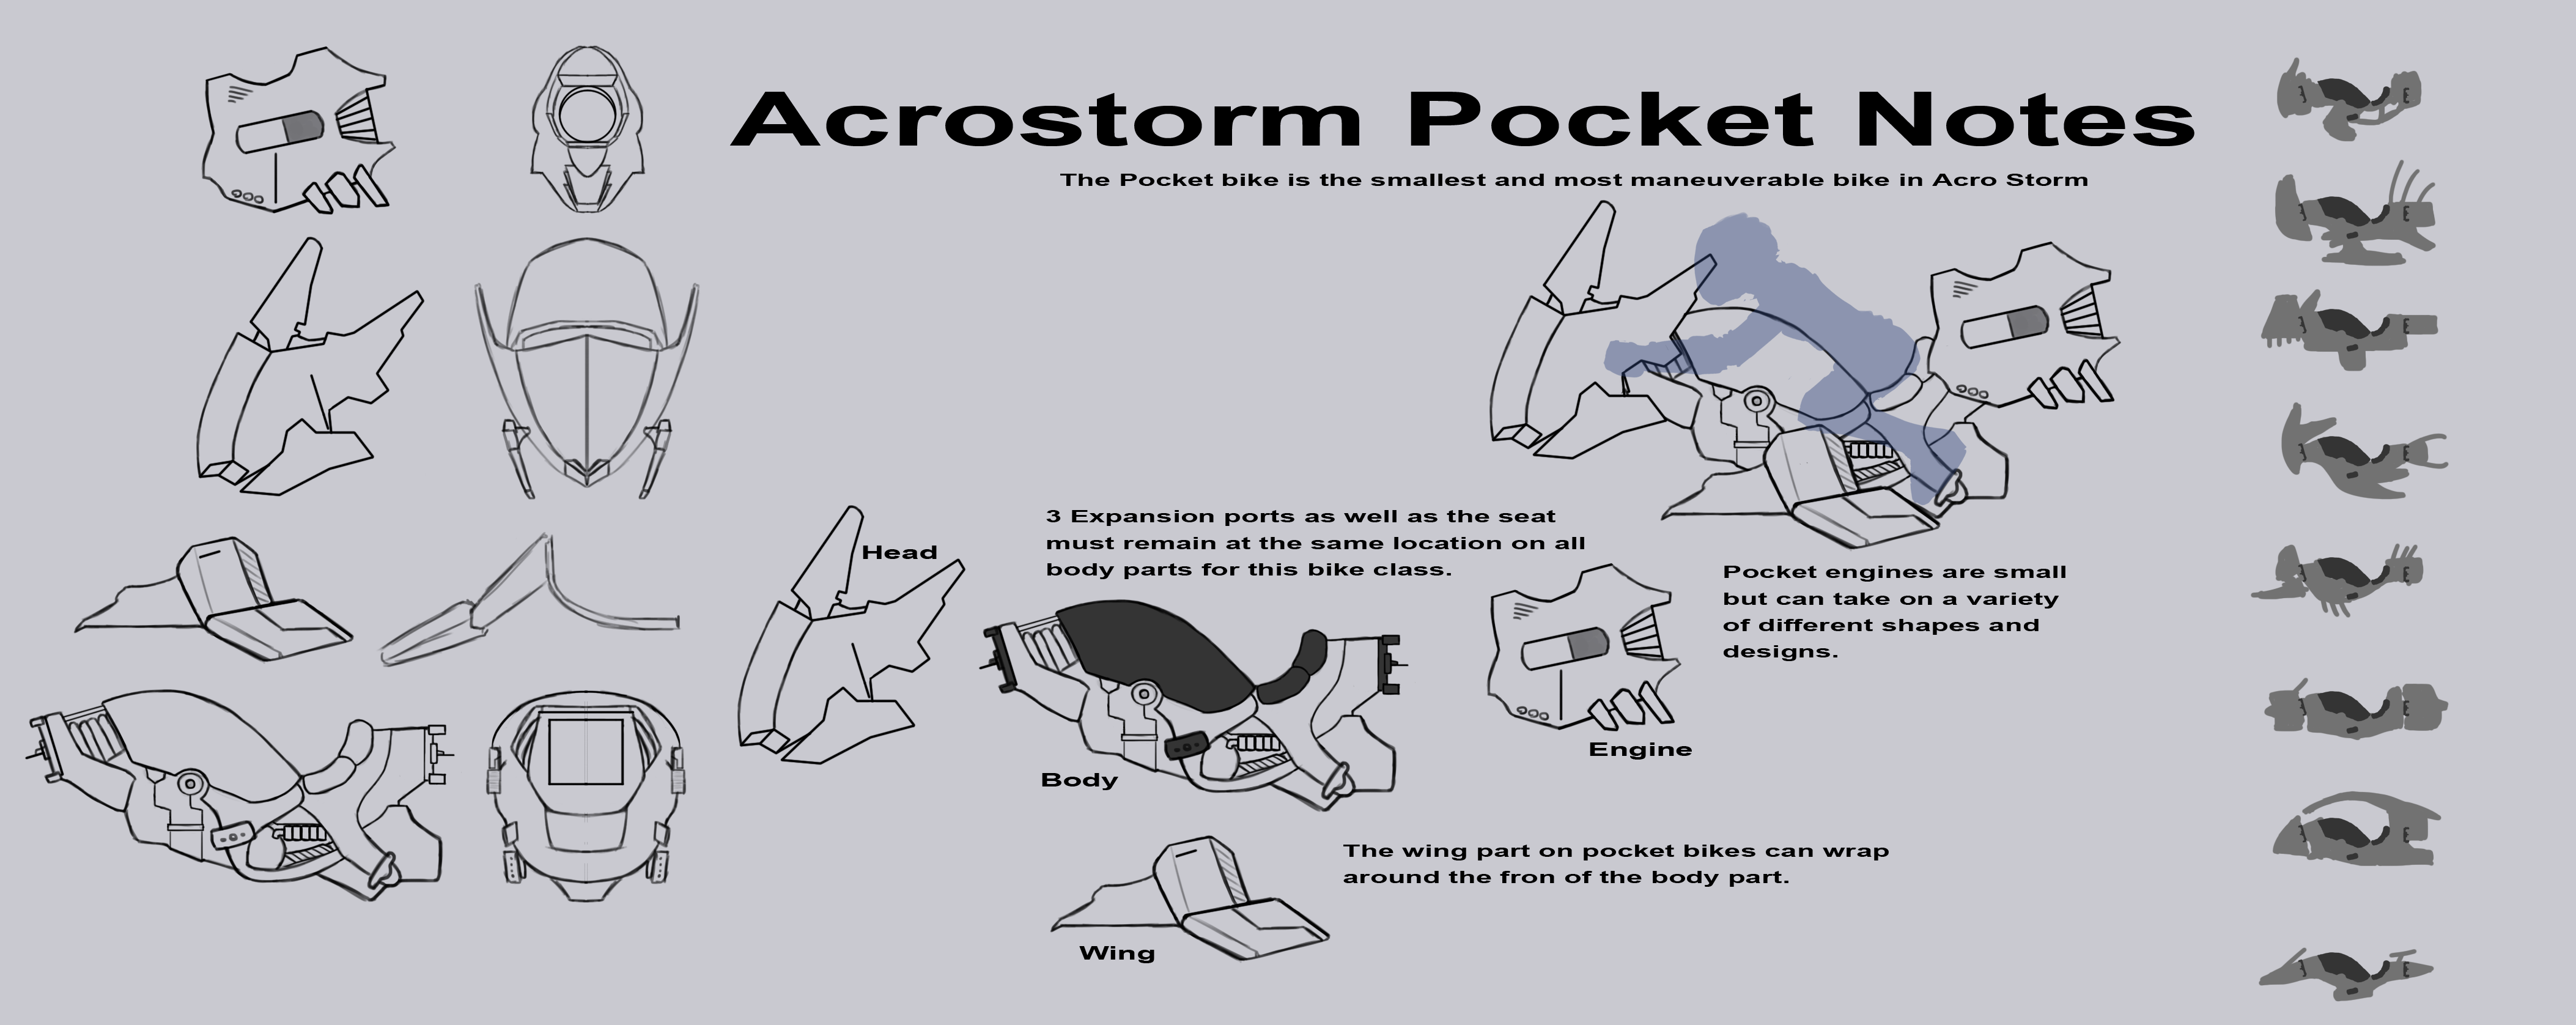 Acrostorm Pocket Notes
The Pocket bike is the smallest and most maneuverable bike in Acro Storm
3 Expansion ports as well as the seat
must remain at the same location on all
body parts for this bike class.
Head
Pocket engines are small
but can take on a variety
of different shapes and
designs.
Engine
Body
The wing part on pocket bikes can wrap
around the fron of the body part.
Wing